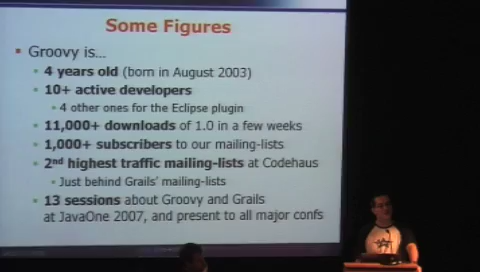 Some Figures
Groovy is...
4 years old (born in August 2003)
10+ active developers
4 other ones for the Eclipse plugin
11,000+ downloads of 1.0 in a few weeks
1,000+ subscribers to our mailing-lists
2nd highest traffic mailing-lists at Codehaus
Just behind Grails' mailing-lists
13 sessions about Groovy and Grails
at JavaOne 2007, and present to all major confs